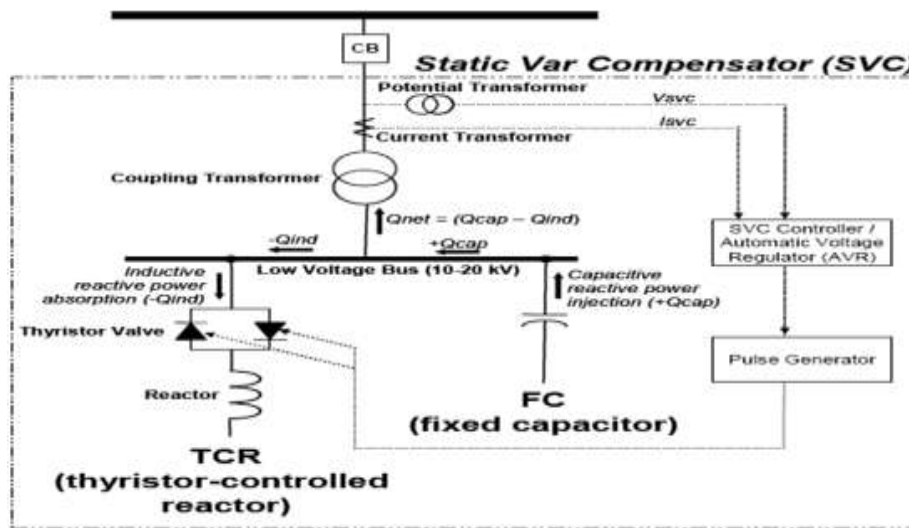 CB
Static Var Compensator (SVC)
Potential Transformer
Vsvc
Isvc
Current Transformer
Coupling Transformer
Qnet = (Qcap – Qind)
-Qind
+Qcap
SVC Controller /
Automatic Voltage
Regulator (AVR)
Low Voltage Bus (10-20 kV)
Inductive
reactive power
absorption (-Qind)
Capacitive
reactive power
injection (+Qcap)
Thyristor Valve
Pulse Generator
Reactor
FC
(fixed capacitor)
TCR
(thyristor-controlled
reactor)